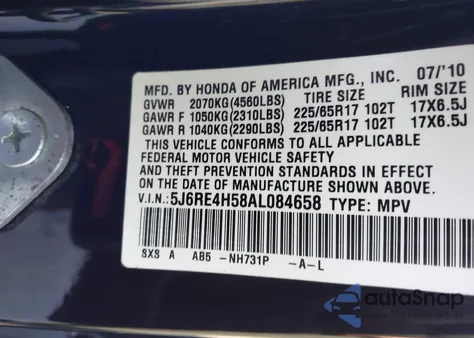 MFD. BY HONDA OF AMERICA MFG., INC. 07/'10
GVWR 2070KG(4560LBS) TIRE SIZE RIM SIZE
GAWR F 1050KG(2310LBS) 225/65R17 102T 17X6.5J
GAWR R 1040KG(2290LBS) 225/65R17 102T 17X6.5J
THIS VEHICLE CONFORMS TO ALL APPLICABLE
FEDERAL MOTOR VEHICLE SAFETY
AND THEFT PREVENTION STANDARDS IN EFFECT
ON THE DATE OF MANUFACTURE SHOWN ABOVE.
V.I.N.:5J6RE4H58AL084658 TYPE: MPV
SXS A AB5 -NH731P -A-L
autoSnap